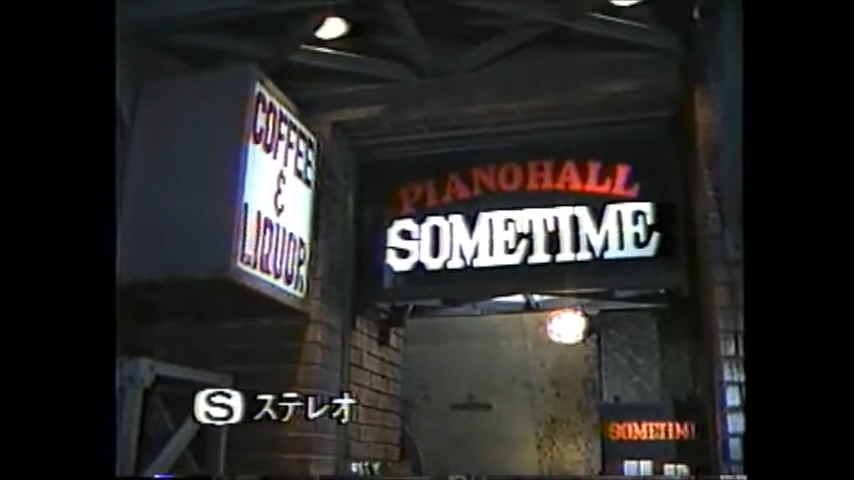 COFFEE
&
LIQUOR
PIANOHALL
SOMETIME
S ステレオ
SOMETIME